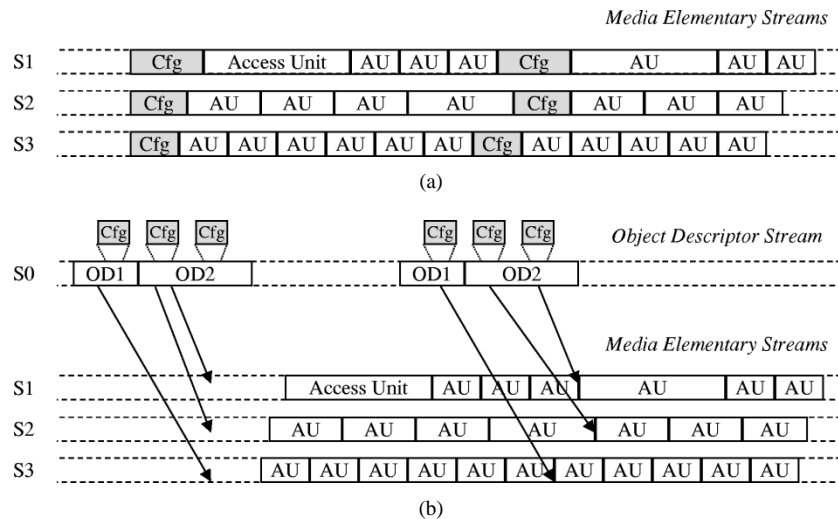 Media Elementary Streams
S1 Cfg Access Unit AU AU AU Cfg AU AU AU
S2 Cfg AU AU AU AU Cfg AU AU AU
S3 Cfg AU AU AU AU AU AU Cfg AU AU AU AU AU
(a)
Cfg Cfg Cfg Cfg Cfg Cfg
Object Descriptor Stream
S0 OD1 OD2 OD1 OD2
Media Elementary Streams
S1 Access Unit AU AU AU AU AU AU
S2 AU AU AU AU AU AU AU
S3 AU AU AU AU AU AU AU AU AU AU AU
(b)